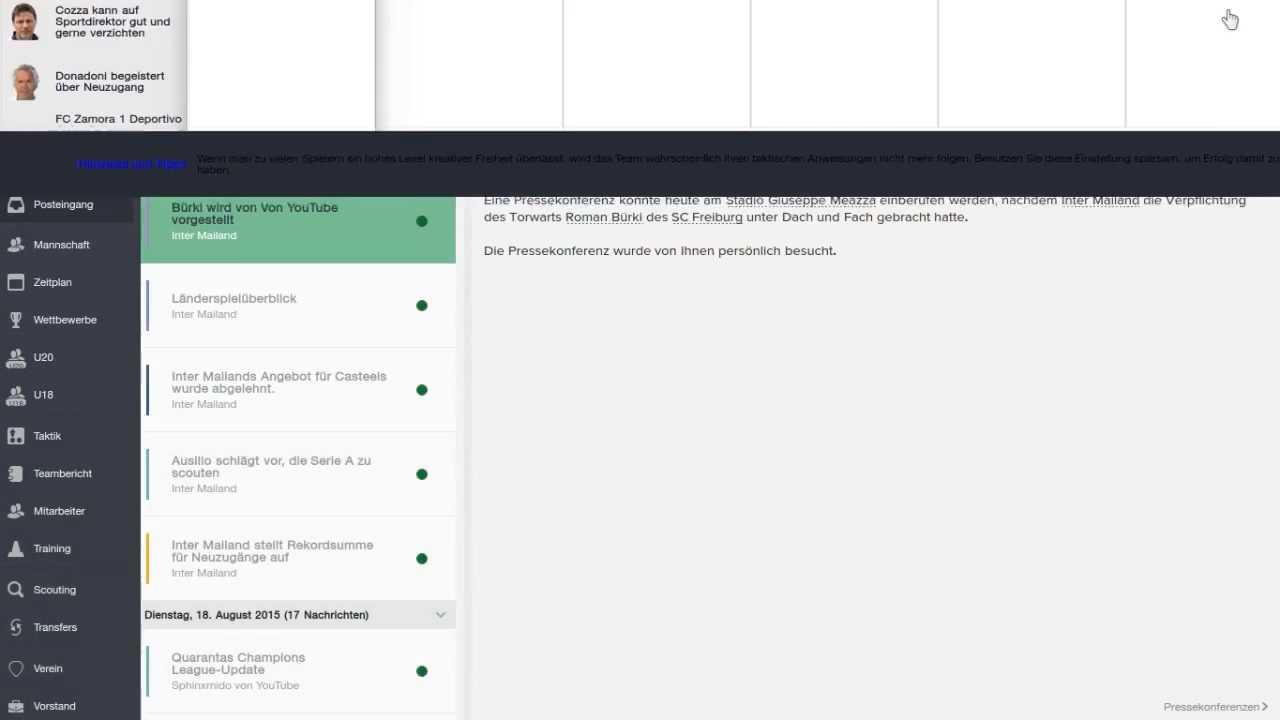 Cozza kann auf
Sportdirektor gut und
gerne verzichten
Donadoni begeistert
über Neuzugang
FC Zamora 1 Deportivo
Hinweise und Tipps
Wenn man zu vielen Spielern ein hohes Level kreativer Freiheit überlässt, wird das Team wahrscheinlich Ihren taktischen Anweisungen nicht mehr folgen. Benutzen Sie diese Einstellung sparsam, um Erfolg damit zu
haben.
Posteingang
Mannschaft
Zeitplan
Wettbewerbe
U20
U18
Taktik
Teambericht
Mitarbeiter
Training
Scouting
Transfers
Verein
Vorstand
Bürki wird von Von YouTube
vorgestellt
Inter Mailand
Länderspielüberblick
Inter Mailand
Inter Mailands Angebot für Casteels
wurde abgelehnt.
Inter Mailand
Ausilio schlägt vor, die Serie A zu
scouten
Inter Mailand
Inter Mailand stellt Rekordsumme
für Neuzugänge auf
Inter Mailand
Dienstag, 18. August 2015 (17 Nachrichten)
Quarantas Champions
League-Update
Sphinxmido von YouTube
Eine Pressekonferenz konnte heute am Stadio Giuseppe Meazza einberufen werden, nachdem Inter Mailand die Verpflichtung
des Torwarts Roman Bürki des SC Freiburg unter Dach und Fach gebracht hatte.
Die Pressekonferenz wurde von Ihnen persönlich besucht.
Pressekonferenzen